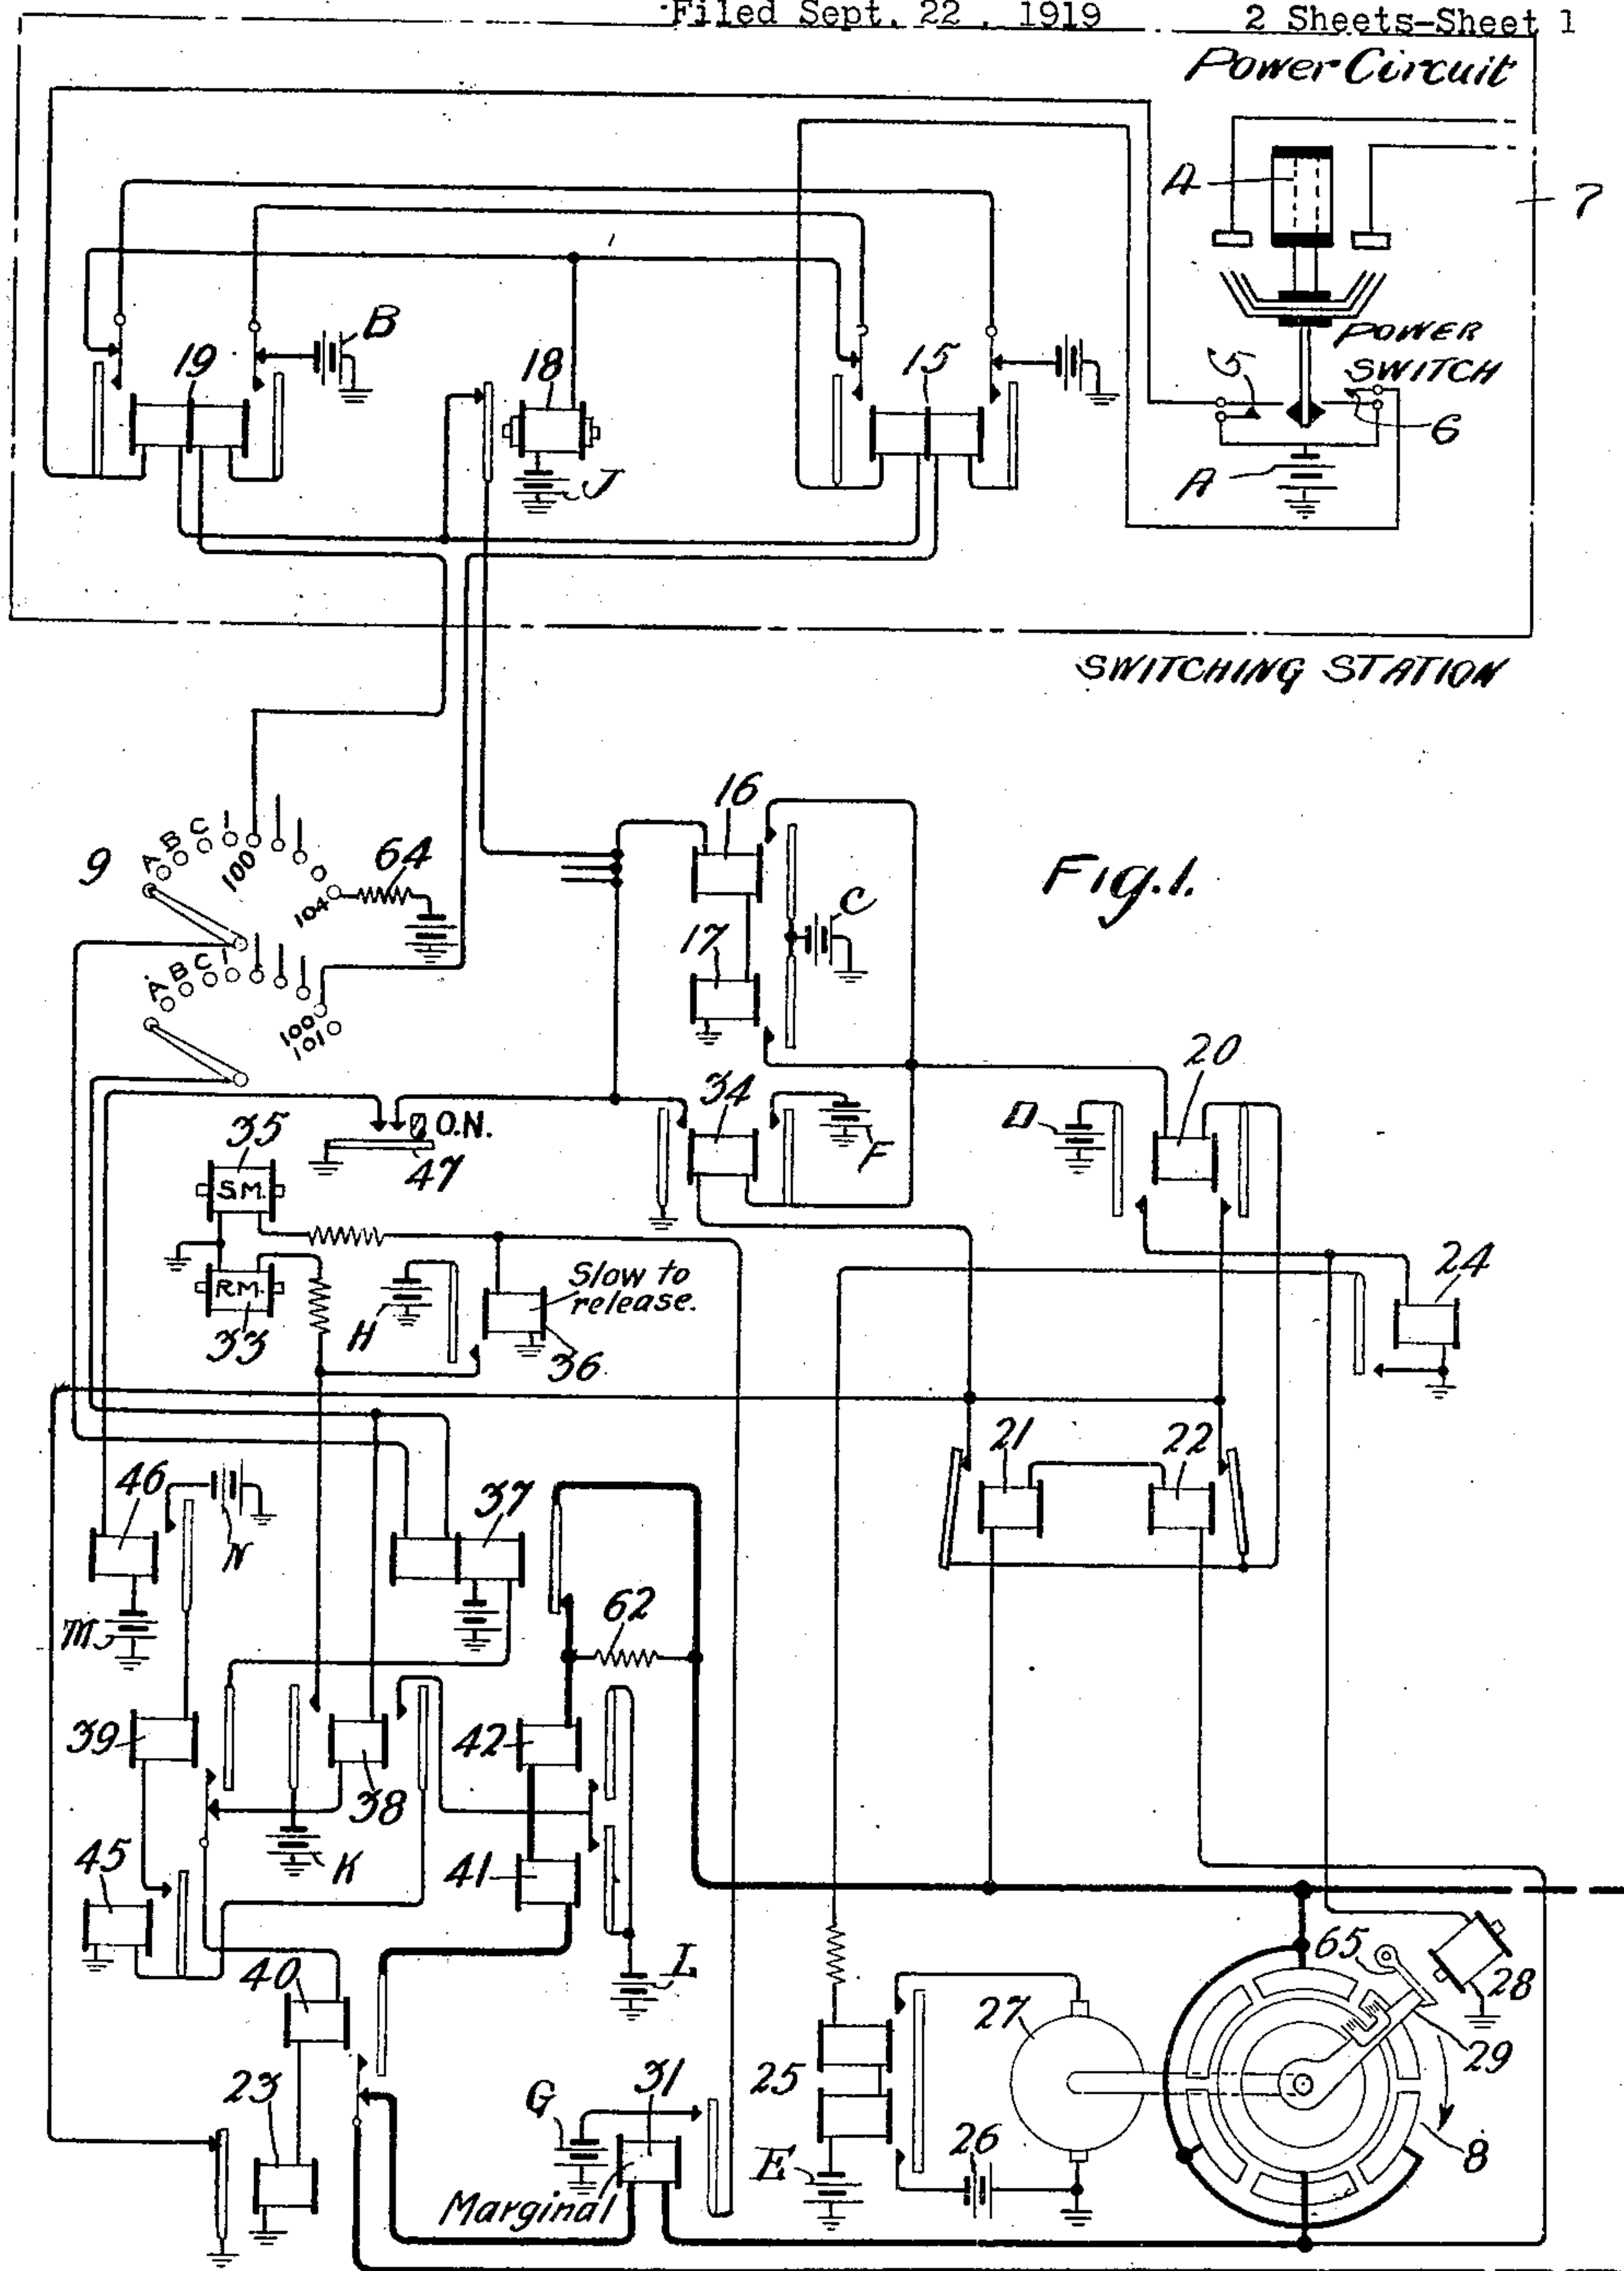 Filed Sept. 22, 1919 2 Sheets-Sheet 1
Power Circuit
A
7
B
19
18
15
POWER
SWITCH
5
6
J
A
SWITCHING STATION
16
9
A B C 1
100
64
104
Fig.1.
C
17
A B C 1
100
101
20
34
O.N.
D
35
47
F
S.M.
24
R.M.
Slow to
release.
33
H
36
21
22
46
37
N
62
M
39
42
38
45
K
41
65
40
L
28
27
29
23
25
G
31
26
8
E
Marginal